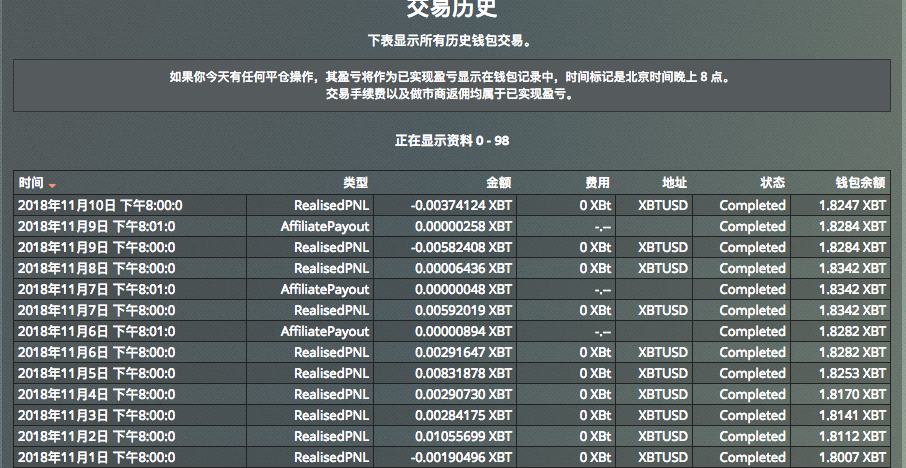 交易历史
下表显示所有历史钱包交易。
如果你今天有任何平仓操作，其盈亏将作为已实现盈亏显示在钱包记录中，时间标记是北京时间晚上 8 点。
交易手续费以及做市商返佣均属于已实现盈亏。
正在显示资料 0 - 98
时间 类型 金额 费用 地址 状态 钱包余额
2018年11月10日 下午8:00:0 RealisedPNL -0.00374124 XBT 0 XBt XBTUSD Completed 1.8247 XBT
2018年11月9日 下午8:01:0 AffiliatePayout 0.00000258 XBT -.-- Completed 1.8284 XBT
2018年11月9日 下午8:00:0 RealisedPNL -0.00582408 XBT 0 XBt XBTUSD Completed 1.8284 XBT
2018年11月8日 下午8:00:0 RealisedPNL 0.00006436 XBT 0 XBt XBTUSD Completed 1.8342 XBT
2018年11月7日 下午8:01:0 AffiliatePayout 0.00000048 XBT -.-- Completed 1.8342 XBT
2018年11月7日 下午8:00:0 RealisedPNL 0.00592019 XBT 0 XBt XBTUSD Completed 1.8342 XBT
2018年11月6日 下午8:01:0 AffiliatePayout 0.00000894 XBT -.-- Completed 1.8282 XBT
2018年11月6日 下午8:00:0 RealisedPNL 0.00291647 XBT 0 XBt XBTUSD Completed 1.8282 XBT
2018年11月5日 下午8:00:0 RealisedPNL 0.00831878 XBT 0 XBt XBTUSD Completed 1.8253 XBT
2018年11月4日 下午8:00:0 RealisedPNL 0.00290730 XBT 0 XBt XBTUSD Completed 1.8170 XBT
2018年11月3日 下午8:00:0 RealisedPNL 0.00284175 XBT 0 XBt XBTUSD Completed 1.8141 XBT
2018年11月2日 下午8:00:0 RealisedPNL 0.01055699 XBT 0 XBt XBTUSD Completed 1.8112 XBT
2018年11月1日 下午8:00:0 RealisedPNL -0.00190496 XBT 0 XBt XBTUSD Completed 1.8007 XBT